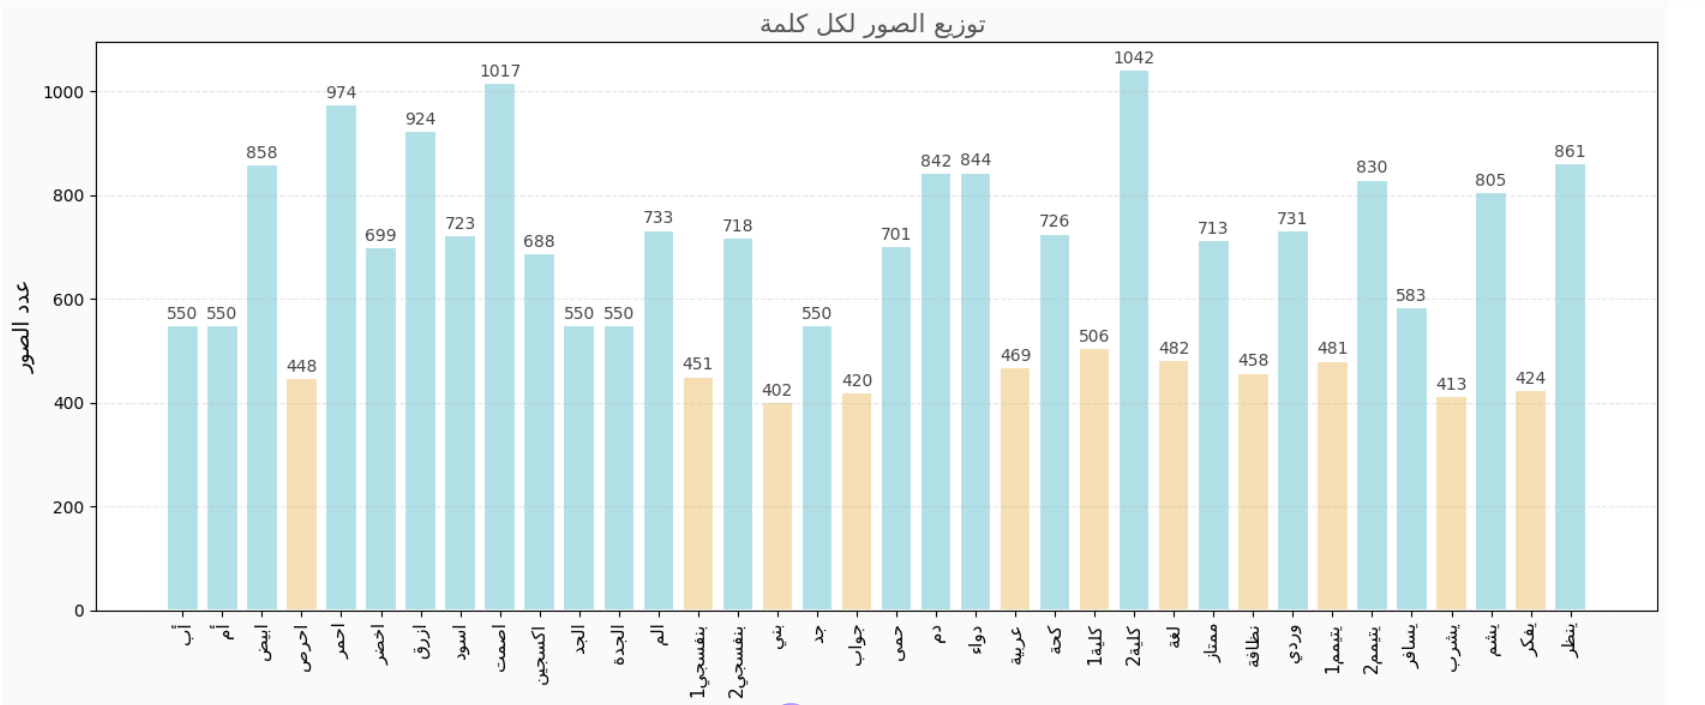 توزيع الصور لكل كلمة
عدد الصور
1000
800
600
400
200
0
550
550
858
448
974
699
924
723
1017
688
550
550
733
451
718
402
550
420
701
842
844
469
726
506
1042
482
713
458
731
481
830
583
413
805
424
861
أب
أم
ابيض
احرص
احمر
اخضر
ازرق
اسود
اصمت
اكسجين
الجد
الجدة
الم
بنفسجي1
بنفسجي2
بني
جد
جواب
حمى
دم
دواء
عربية
كحة
كلية1
كلية2
لغة
ممتاز
نظافة
وردي
يتيمم1
يتيمم2
يسافر
يشرب
يشم
يفكر
ينظر